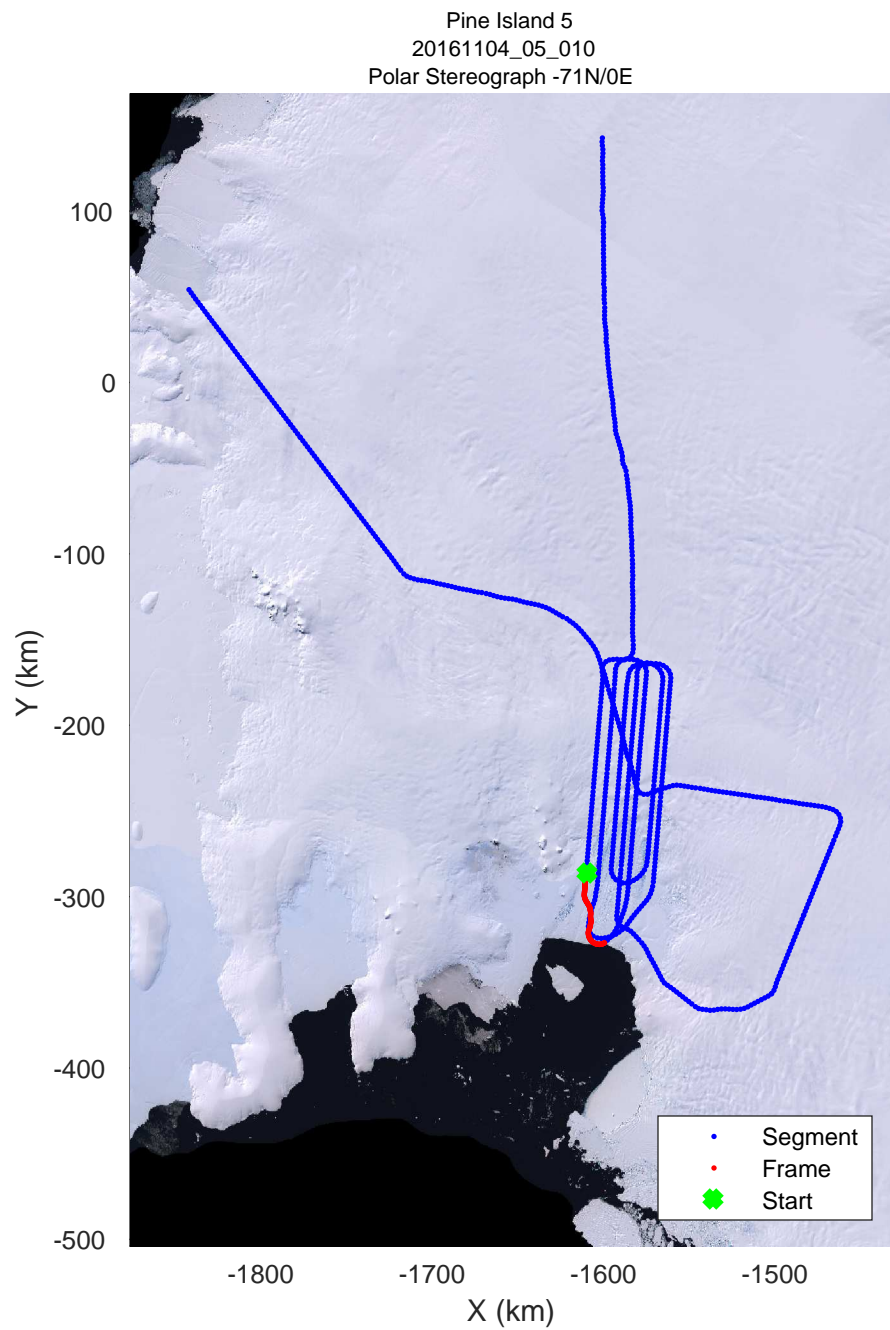 Pine Island 5
20161104_05_010
Polar Stereograph -71N/0E
100
0
-100
-200
-300
-400
-500
Y (km)
-1800
-1700
-1600
-1500
X (km)
Segment
Frame
Start